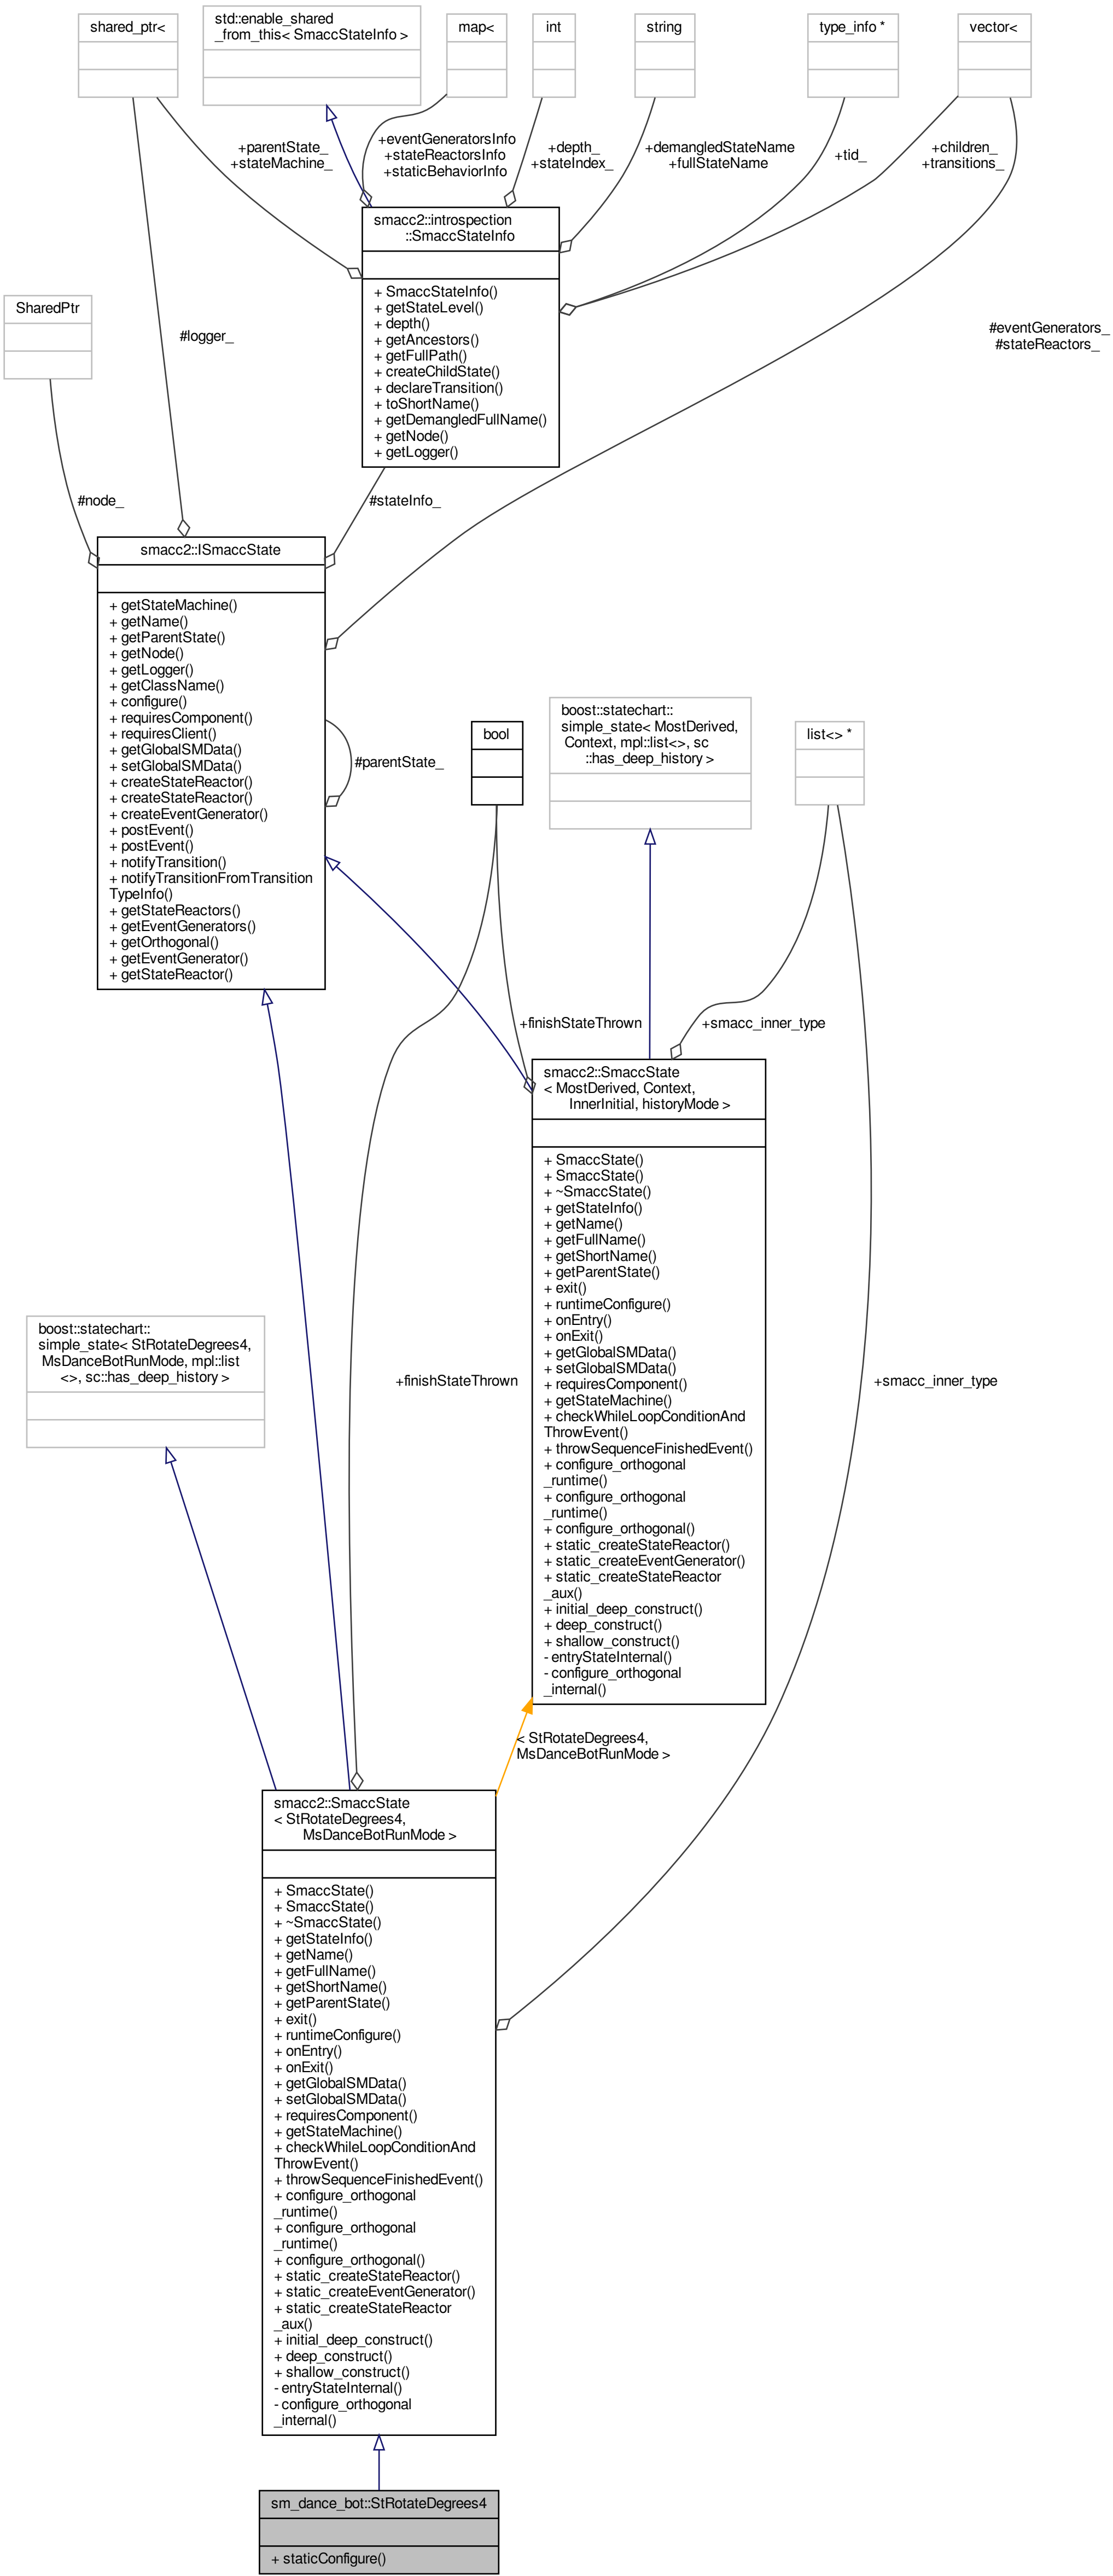 shared_ptr<
std::enable_shared
_from_this< SmaccStateInfo >
map<
int
string
type_info *
vector<
+parentState_
+stateMachine_
+eventGeneratorsInfo
+stateReactorsInfo
+staticBehaviorInfo
+depth_
+stateIndex_
+demangledStateName
+fullStateName
+tid_
+children_
+transitions_
smacc2::introspection
::SmaccStateInfo
+ SmaccStateInfo()
+ getStateLevel()
+ depth()
+ getAncestors()
+ getFullPath()
+ createChildState()
+ declareTransition()
+ toShortName()
+ getDemangledFullName()
+ getNode()
+ getLogger()
SharedPtr
#logger_
#eventGenerators_
#stateReactors_
#node_
#stateInfo_
smacc2::ISmaccState
+ getStateMachine()
+ getName()
+ getParentState()
+ getNode()
+ getLogger()
+ getClassName()
+ configure()
+ requiresComponent()
+ requiresClient()
+ getGlobalSMData()
+ setGlobalSMData()
+ createStateReactor()
+ createStateReactor()
+ createEventGenerator()
+ postEvent()
+ postEvent()
+ notifyTransition()
+ notifyTransitionFromTransition
TypeInfo()
+ getStateReactors()
+ getEventGenerators()
+ getOrthogonal()
+ getEventGenerator()
+ getStateReactor()
#parentState_
bool
boost::statechart::
simple_state< MostDerived,
Context, mpl::list<>, sc
::has_deep_history >
list<> *
+finishStateThrown
+smacc_inner_type
smacc2::SmaccState
< MostDerived, Context,
InnerInitial, historyMode >
+ SmaccState()
+ SmaccState()
+ ~SmaccState()
+ getStateInfo()
+ getName()
+ getFullName()
+ getShortName()
+ getParentState()
+ exit()
+ runtimeConfigure()
+ onEntry()
+ onExit()
+ getGlobalSMData()
+ setGlobalSMData()
+ requiresComponent()
+ getStateMachine()
+ checkWhileLoopConditionAnd
ThrowEvent()
+ throwSequenceFinishedEvent()
+ configure_orthogonal
_runtime()
+ configure_orthogonal
_runtime()
+ configure_orthogonal()
+ static_createStateReactor()
+ static_createEventGenerator()
+ static_createStateReactor
_aux()
+ initial_deep_construct()
+ deep_construct()
+ shallow_construct()
- entryStateInternal()
- configure_orthogonal
_internal()
boost::statechart::
simple_state< StRotateDegrees4,
MsDanceBotRunMode, mpl::list
<>, sc::has_deep_history >
+finishStateThrown
+smacc_inner_type
< StRotateDegrees4,
MsDanceBotRunMode >
smacc2::SmaccState
< StRotateDegrees4,
MsDanceBotRunMode >
+ SmaccState()
+ SmaccState()
+ ~SmaccState()
+ getStateInfo()
+ getName()
+ getFullName()
+ getShortName()
+ getParentState()
+ exit()
+ runtimeConfigure()
+ onEntry()
+ onExit()
+ getGlobalSMData()
+ setGlobalSMData()
+ requiresComponent()
+ getStateMachine()
+ checkWhileLoopConditionAnd
ThrowEvent()
+ throwSequenceFinishedEvent()
+ configure_orthogonal
_runtime()
+ configure_orthogonal
_runtime()
+ configure_orthogonal()
+ static_createStateReactor()
+ static_createEventGenerator()
+ static_createStateReactor
_aux()
+ initial_deep_construct()
+ deep_construct()
+ shallow_construct()
- entryStateInternal()
- configure_orthogonal
_internal()
sm_dance_bot::StRotateDegrees4
+ staticConfigure()